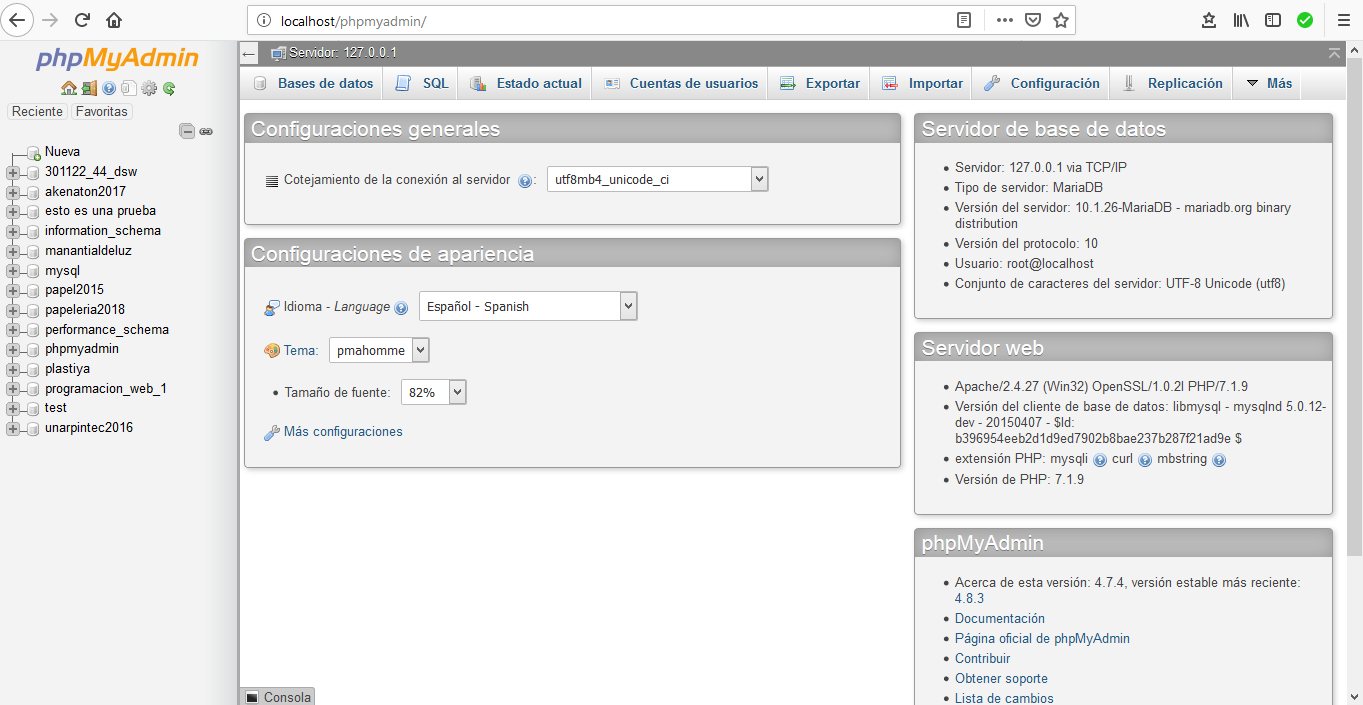 localhost/phpmyadmin/
phpMyAdmin
Reciente
Favoritas
Nueva
301122_44_dsw
akenaton2017
esto es una prueba
information_schema
manantialdeluz
mysql
papel2015
papeleria2018
performance_schema
phpmyadmin
plastiya
programacion_web_1
test
unarpintec2016
Servidor: 127.0.0.1
Bases de datos
SQL
Estado actual
Cuentas de usuarios
Exportar
Importar
Configuración
Replicación
Más
Configuraciones generales
Cotejamiento de la conexión al servidor : utf8mb4_unicode_ci
Configuraciones de apariencia
Idioma - Language Español - Spanish
Tema: pmahomme
Tamaño de fuente: 82%
Más configuraciones
Servidor de base de datos
Servidor: 127.0.0.1 via TCP/IP
Tipo de servidor: MariaDB
Versión del servidor: 10.1.26-MariaDB - mariadb.org binary
distribution
Versión del protocolo: 10
Usuario: root@localhost
Conjunto de caracteres del servidor: UTF-8 Unicode (utf8)
Servidor web
Apache/2.4.27 (Win32) OpenSSL/1.0.2l PHP/7.1.9
Versión del cliente de base de datos: libmysql - mysqlnd 5.0.12-
dev - 20150407 - $Id:
b396954eeb2d1d9ed7902b8bae237b287f21ad9e $
extensión PHP: mysqli curl mbstring
Versión de PHP: 7.1.9
phpMyAdmin
Acerca de esta versión: 4.7.4, versión estable más reciente:
4.8.3
Documentación
Página oficial de phpMyAdmin
Contribuir
Obtener soporte
Lista de cambios
Consola